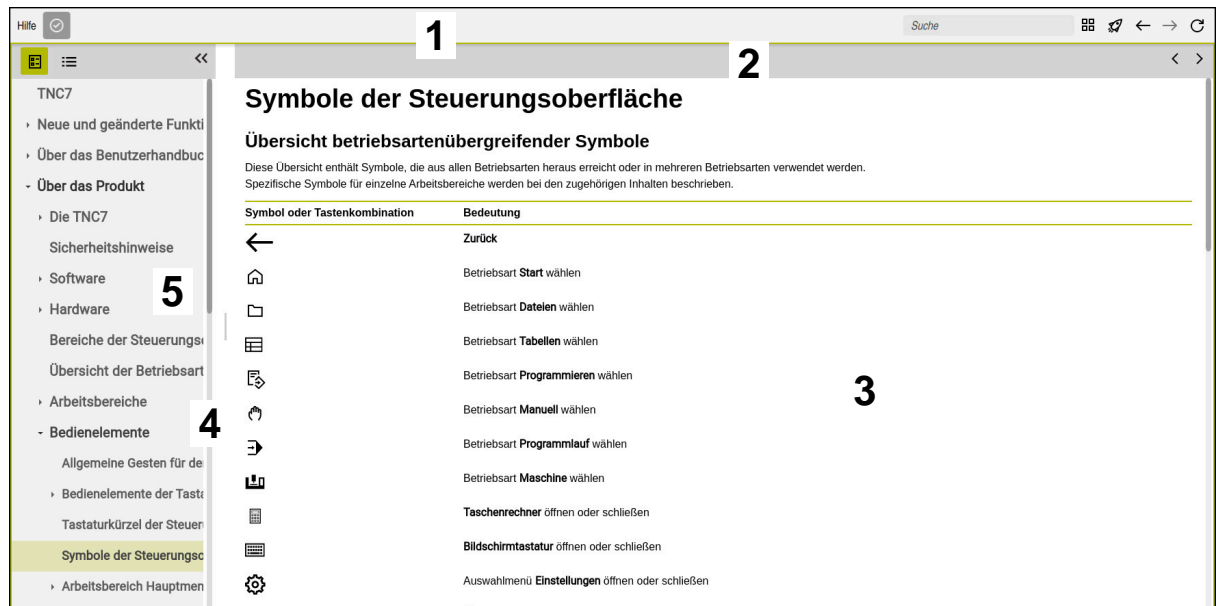 Hilfe
1
Suche
2
TNC7
Neue und geänderte Funkti
Über das Benutzerhandbuc
Über das Produkt
Die TNC7
Sicherheitshinweise
Software
5
Hardware
Bereiche der Steuerungs
Übersicht der Betriebsart
Arbeitsbereiche
Bedienelemente
4
Allgemeine Gesten für de
Bedienelemente der Tasta
Tastaturkürzel der Steuer
Symbole der Steuerungso
Arbeitsbereich Hauptmen
Symbole der Steuerungsoberfläche
Übersicht betriebsartenübergreifender Symbole
Diese Übersicht enthält Symbole, die aus allen Betriebsarten heraus erreicht oder in mehreren Betriebsarten verwendet werden.
Spezifische Symbole für einzelne Arbeitsbereiche werden bei den zugehörigen Inhalten beschrieben.
Symbol oder Tastenkombination Bedeutung
Zurück
Betriebsart Start wählen
Betriebsart Dateien wählen
Betriebsart Tabellen wählen
Betriebsart Programmieren wählen
3
Betriebsart Manuell wählen
Betriebsart Programmlauf wählen
Betriebsart Maschine wählen
Taschenrechner öffnen oder schließen
Bildschirmtastatur öffnen oder schließen
Auswahlmenü Einstellungen öffnen oder schließen